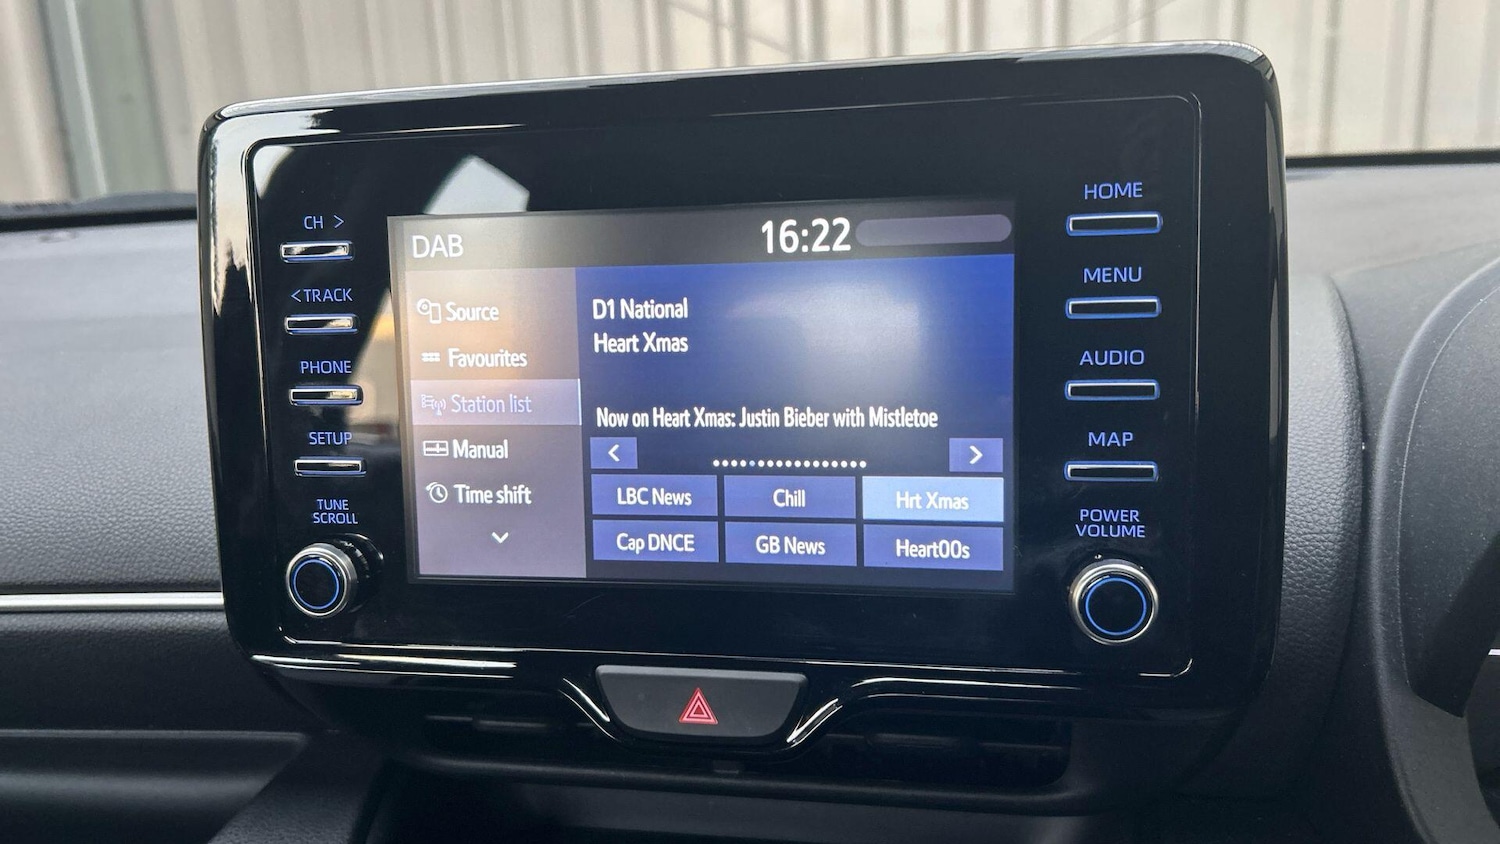 CH >
< TRACK
PHONE
SETUP
TUNE
SCROLL
DAB
16:22
Source
Favourites
Station list
Manual
Time shift
D1 National
Heart Xmas
Now on Heart Xmas: Justin Bieber with Mistletoe
< >
LBC News Chill Hrt Xmas
Cap DNCE GB News Heart00s
HOME
MENU
AUDIO
MAP
POWER
VOLUME